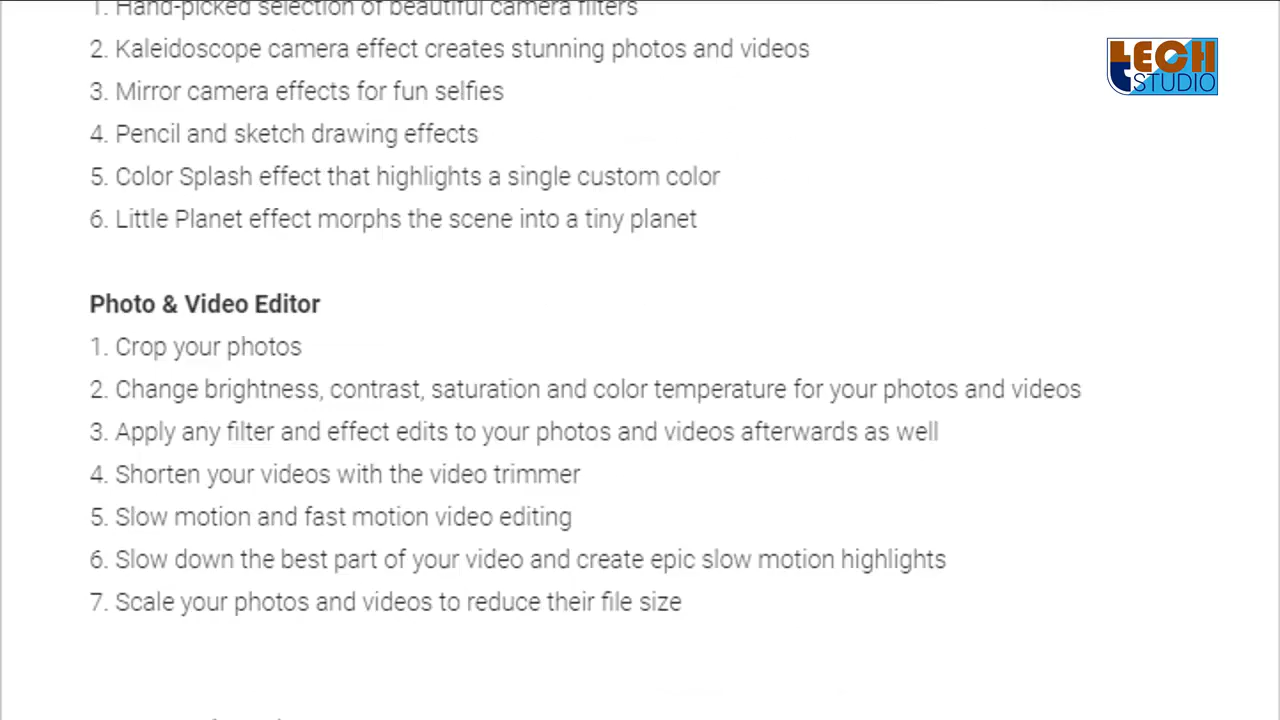 1. Hand-picked selection of beautiful camera filters
2. Kaleidoscope camera effect creates stunning photos and videos
3. Mirror camera effects for fun selfies
4. Pencil and sketch drawing effects
5. Color Splash effect that highlights a single custom color
6. Little Planet effect morphs the scene into a tiny planet
Photo & Video Editor
1. Crop your photos
2. Change brightness, contrast, saturation and color temperature for your photos and videos
3. Apply any filter and effect edits to your photos and videos afterwards as well
4. Shorten your videos with the video trimmer
5. Slow motion and fast motion video editing
6. Slow down the best part of your video and create epic slow motion highlights
7. Scale your photos and videos to reduce their file size
tECH
STUDIO